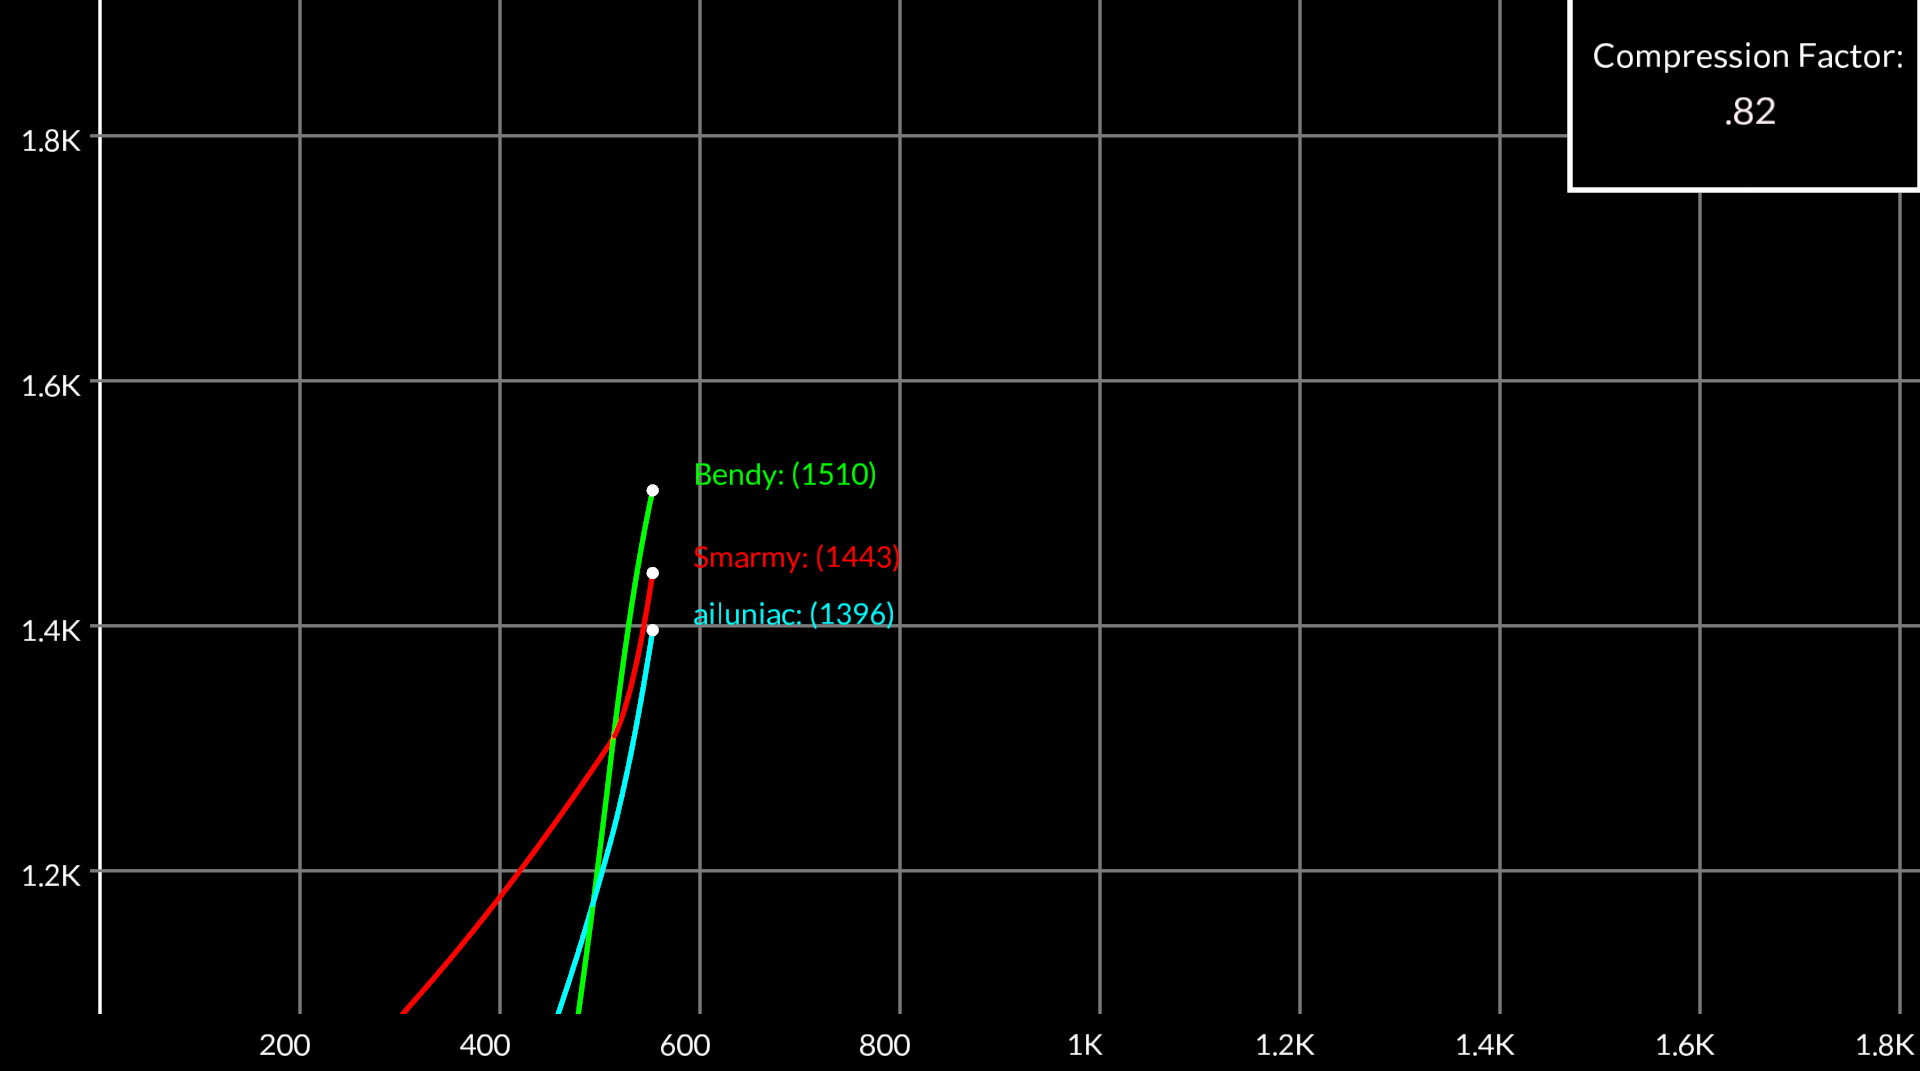 Compression Factor:
.82
1.8K
1.6K
Bendy: (1510)
Smarmy: (1443)
ailuniac: (1396)
1.4K
1.2K
200 400 600 800 1K 1.2K 1.4K 1.6K 1.8K